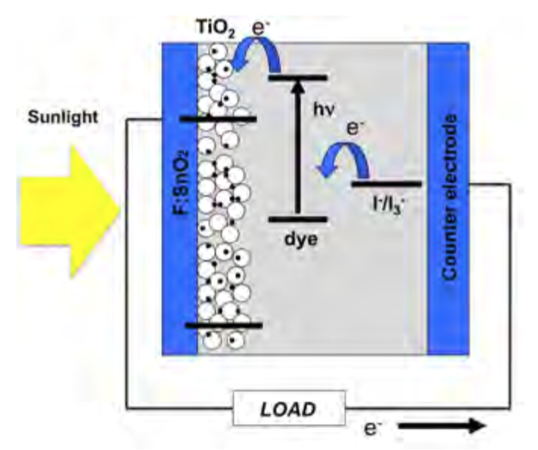 TiO₂
e⁻
Sunlight
hν
e⁻
F:SnO₂
I⁻/I₃⁻
dye
Counter electrode
LOAD
e⁻